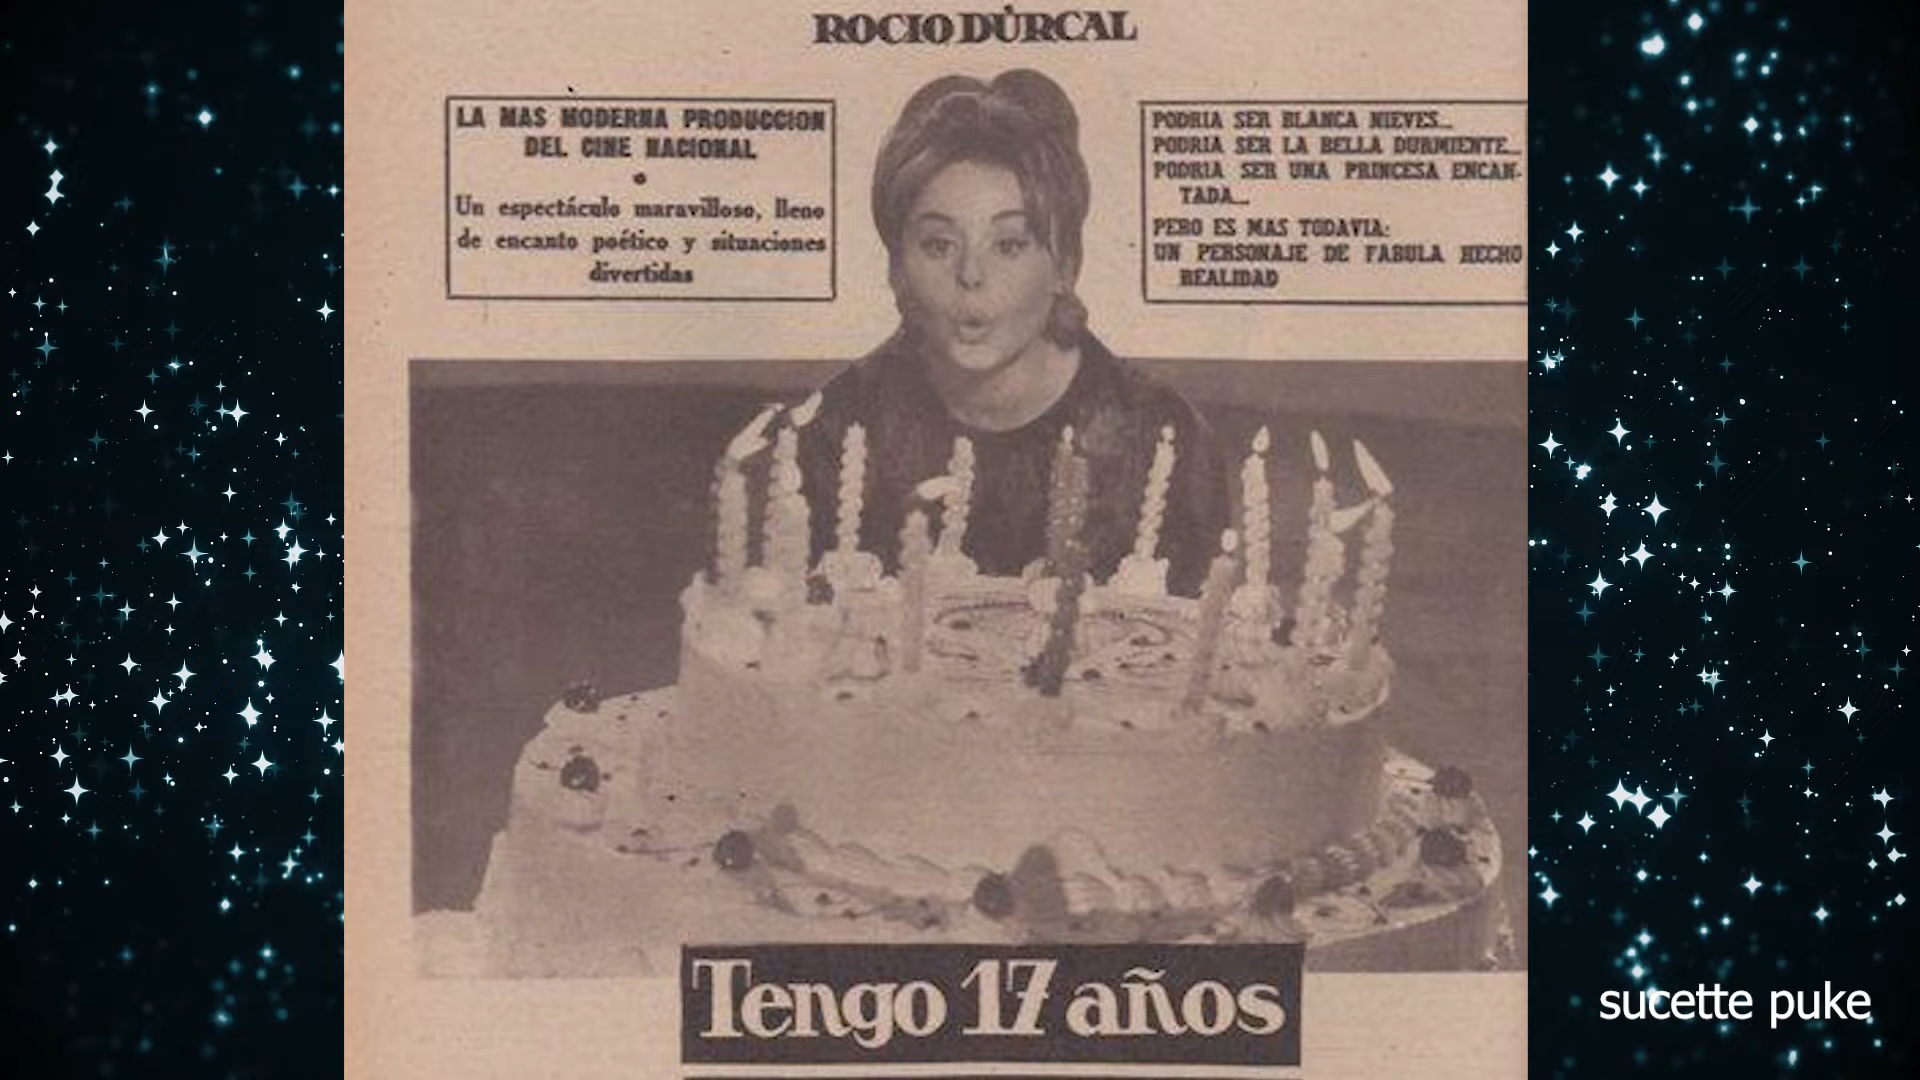 ROCIO DÚRCAL
LA MAS MODERNA PRODUCCION
DEL CINE NACIONAL
Un espectáculo maravilloso, lleno
de encanto poético y situaciones
divertidas
PODRIA SER BLANCA NIEVES...
PODRIA SER LA BELLA DURMIENTE...
PODRIA SER UNA PRINCESA ENCAN-
TADA...
PERO ES MAS TODAVIA:
UN PERSONAJE DE FABULA HECHO
REALIDAD
Tengo 17 años
sucette puke